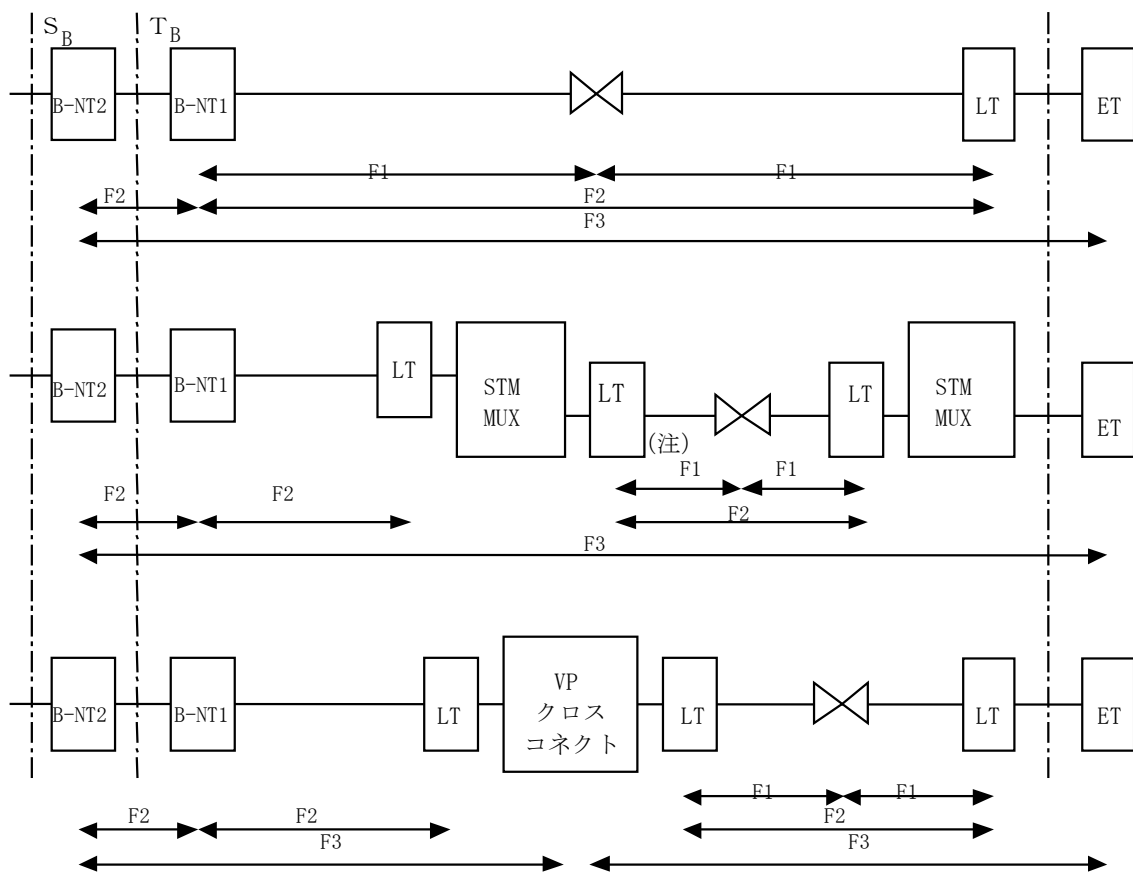 S_B T_B
B-NT2 B-NT1 LT ET
F1 F1
F2 F2
F3
B-NT2 B-NT1 LT STM MUX LT LT STM MUX ET
(注)
F1 F1
F2 F2 F2
F3
B-NT2 B-NT1 LT VP クロス コネクト LT LT ET
F1 F1
F2 F2 F2
F3 F3